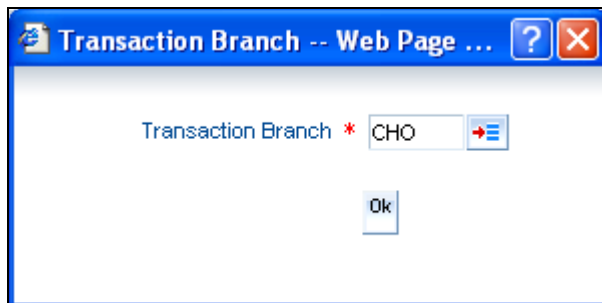 Transaction Branch -- Web Page ...
Transaction Branch * CHO
Ok